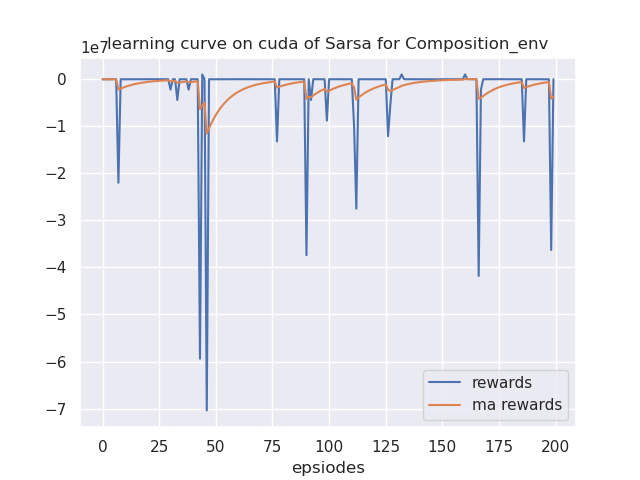 learning curve on cuda of Sarsa for Composition_env
1e7
0
−1
−2
−3
−4
−5
−6
−7
0 25 50 75 100 125 150 175 200
epsiodes
rewards
ma rewards